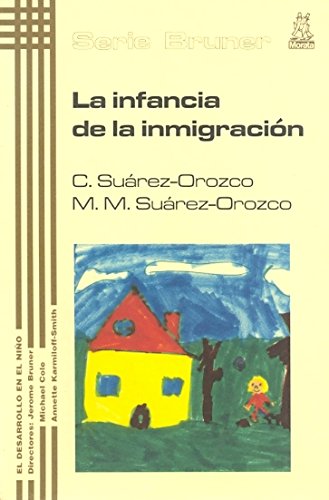 Serie Bruner
Morata
La infancia
de la inmigración
C. Suárez-Orozco
M. M. Suárez-Orozco
EL DESARROLLO EN EL NIÑO
Directores: Jerome Bruner
Michael Cole
Annette Karmiloff-Smith